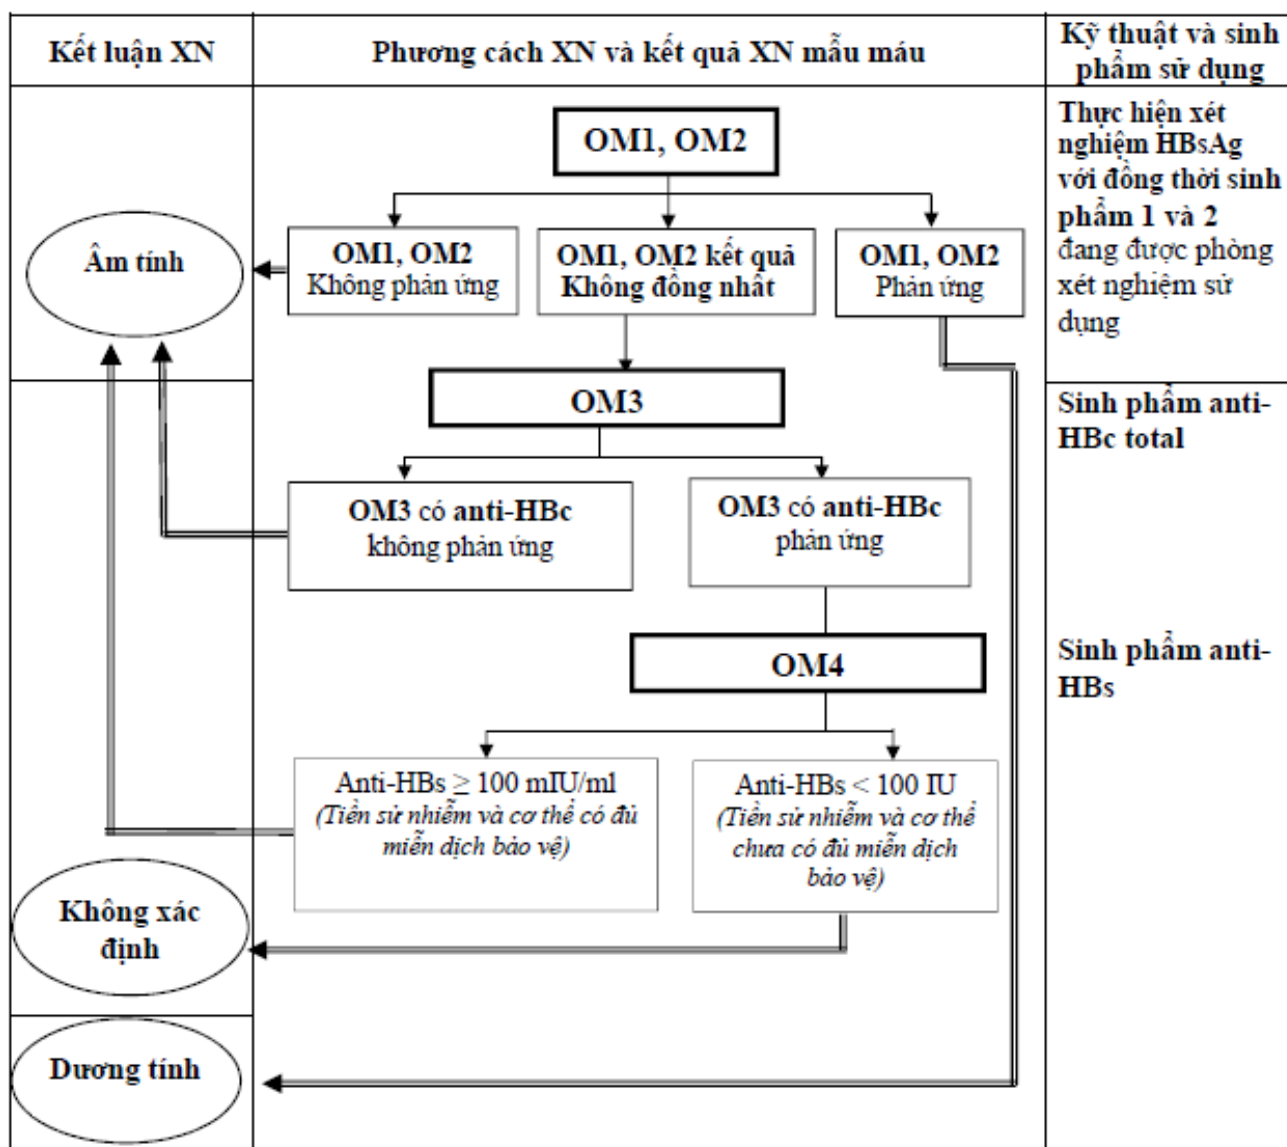 Kết luận XN
Phương cách XN và kết quả XN mẫu máu
Kỹ thuật và sinh
phẩm sử dụng
OM1, OM2
Thực hiện xét
nghiệm HBsAg
với đồng thời sinh
phẩm 1 và 2
đang được phòng
xét nghiệm sử
dụng
Âm tính
OM1, OM2
Không phản ứng
OM1, OM2 kết quả
Không đồng nhất
OM1, OM2
Phản ứng
OM3
Sinh phẩm anti-
HBc total
OM3 có anti-HBc
không phản ứng
OM3 có anti-HBc
phản ứng
OM4
Sinh phẩm anti-
HBs
Anti-HBs ≥ 100 mIU/ml
(Tiền sử nhiễm và cơ thể có đủ
miễn dịch bảo vệ)
Anti-HBs < 100 IU
(Tiền sử nhiễm và cơ thể
chưa có đủ miễn dịch
bảo vệ)
Không xác
định
Dương tính